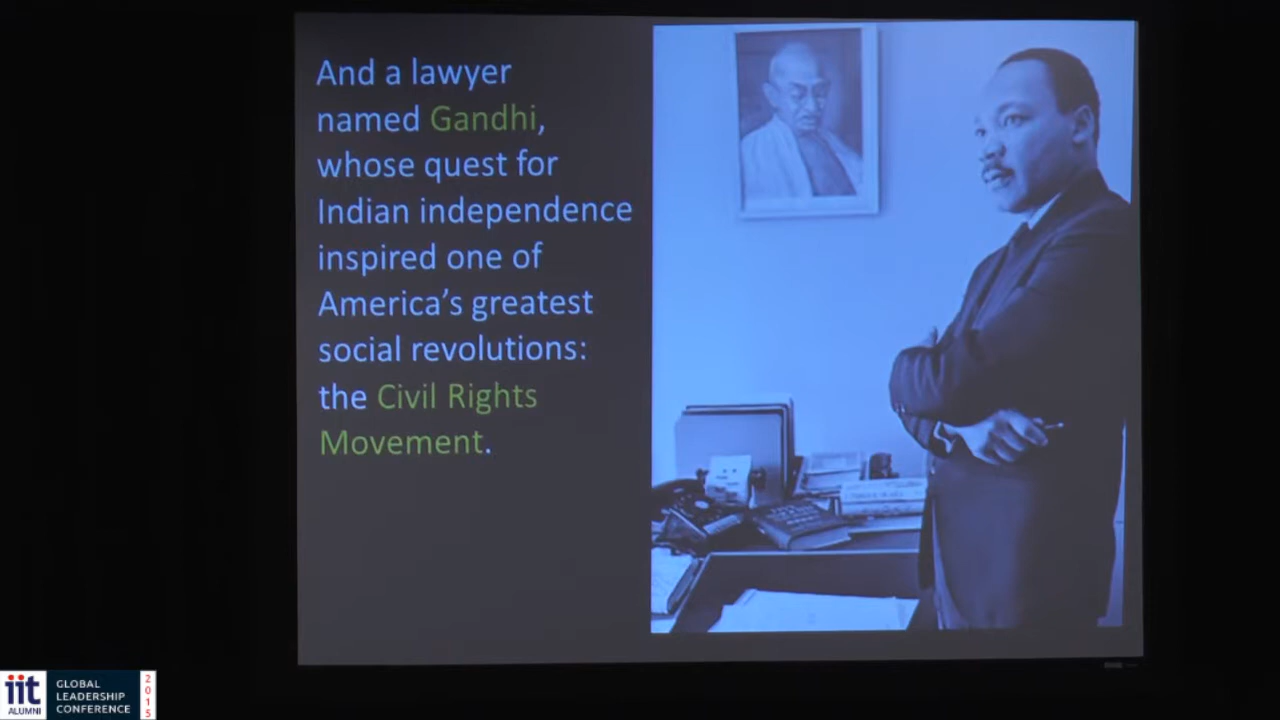 And a lawyer
named Gandhi,
whose quest for
Indian independence
inspired one of
America's greatest
social revolutions:
the Civil Rights
Movement.
iit
ALUMNI
GLOBAL
LEADERSHIP
CONFERENCE
2015